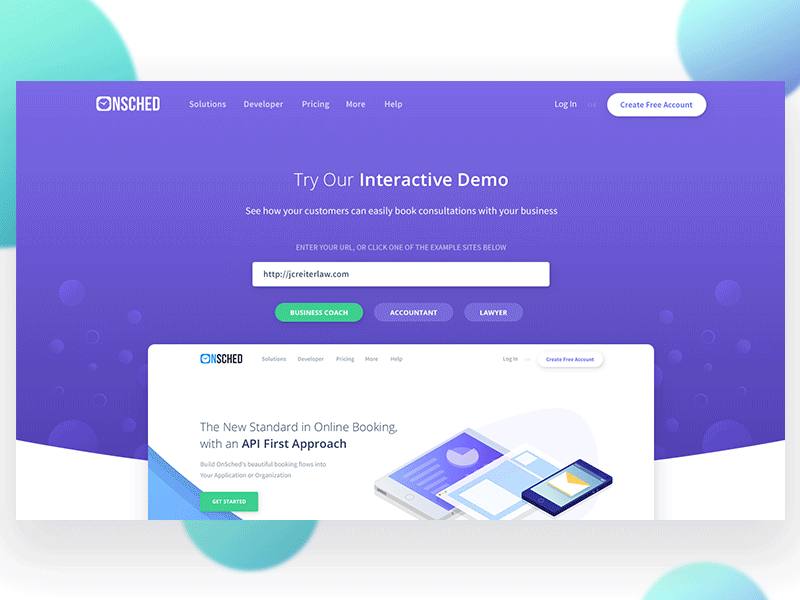 ONSCHED Solutions Developer Pricing More Help Log In OR Create Free Account
Try Our Interactive Demo
See how your customers can easily book consultations with your business
ENTER YOUR URL, OR CLICK ONE OF THE EXAMPLE SITES BELOW
http://jcreiterlaw.com
BUSINESS COACH ACCOUNTANT LAWYER
ONSCHED Solutions Developer Pricing More Help Log In Create Free Account
The New Standard in Online Booking,
with an API First Approach
Build OnSched's beautiful booking flows into
Your Application or Organization
GET STARTED